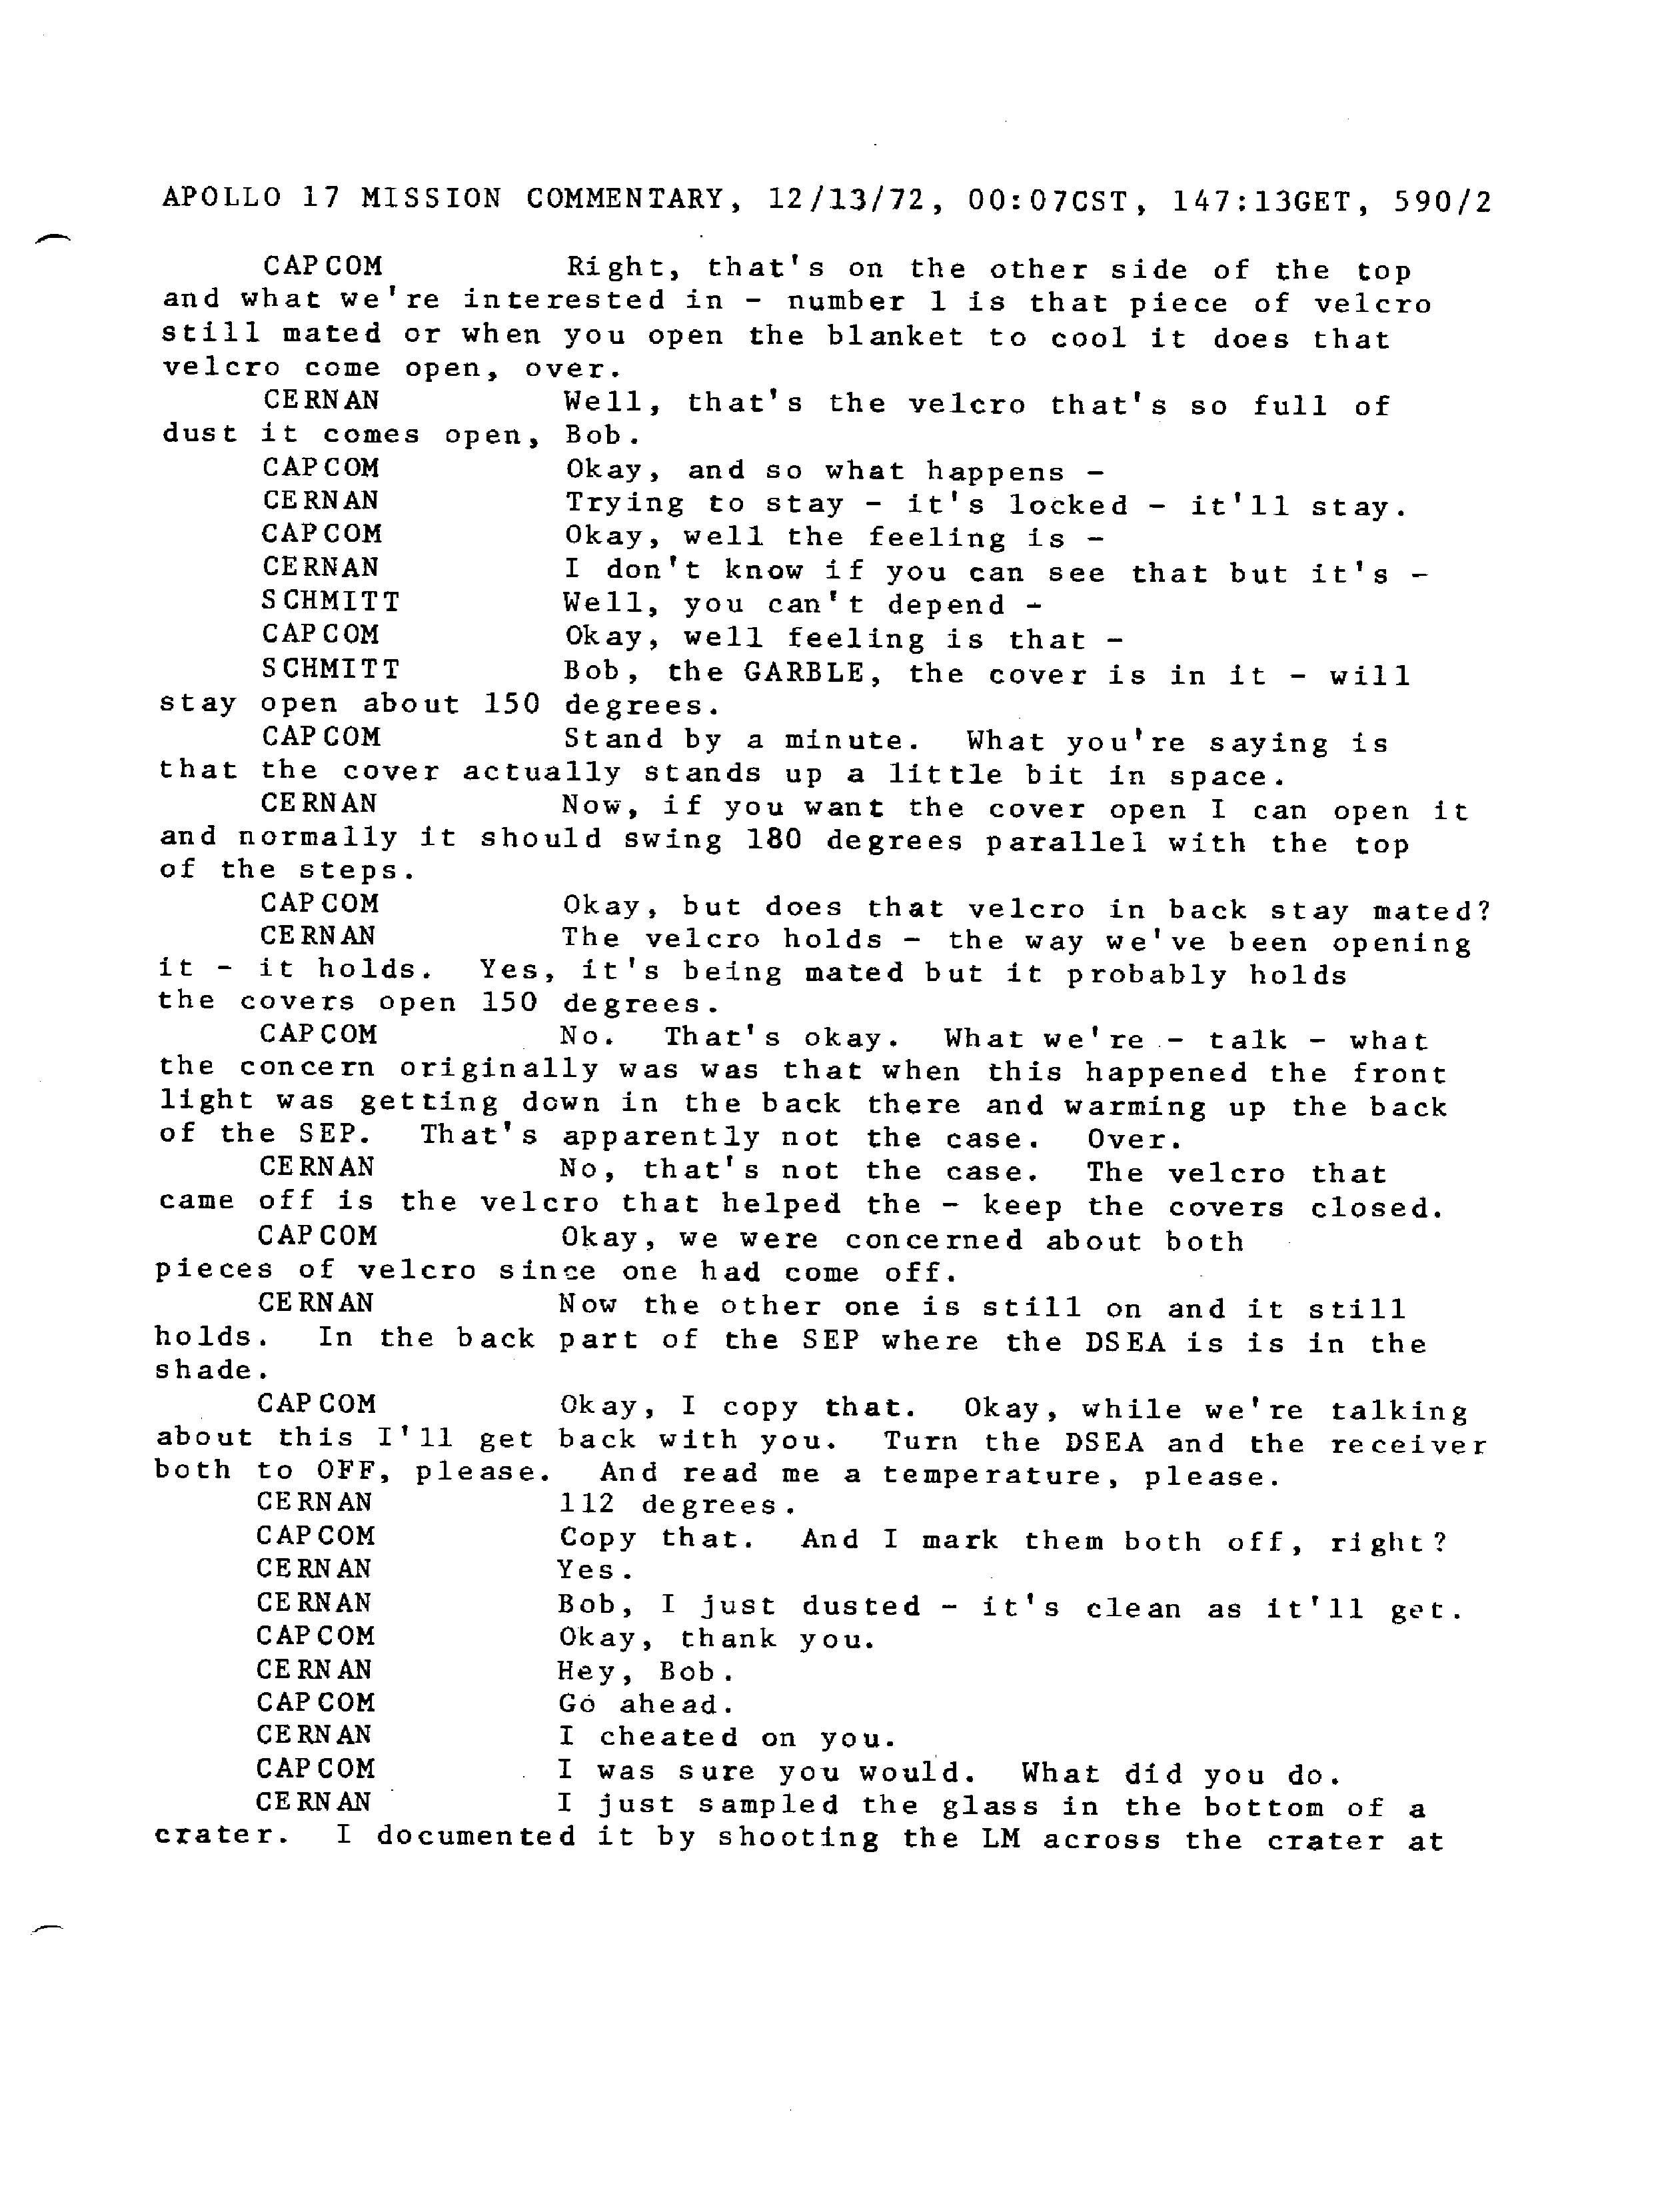 APOLLO 17 MISSION COMMENTARY, 12/13/72, 00:07CST, 147:13GET, 590/2
CAPCOM Right, that's on the other side of the top
and what we're interested in - number 1 is that piece of velcro
still mated or when you open the blanket to cool it does that
velcro come open, over.
CERNAN Well, that's the velcro that's so full of
dust it comes open, Bob.
CAPCOM Okay, and so what happens -
CERNAN Trying to stay - it's locked - it'll stay.
CAPCOM Okay, well the feeling is -
CERNAN I don't know if you can see that but it's -
SCHMITT Well, you can't depend -
CAPCOM Okay, well feeling is that -
SCHMITT Bob, the GARBLE, the cover is in it - will
stay open about 150 degrees.
CAPCOM Stand by a minute. What you're saying is
that the cover actually stands up a little bit in space.
CERNAN Now, if you want the cover open I can open it
and normally it should swing 180 degrees parallel with the top
of the steps.
CAPCOM Okay, but does that velcro in back stay mated?
CERNAN The velcro holds - the way we've been opening
it - it holds. Yes, it's being mated but it probably holds
the covers open 150 degrees.
CAPCOM No. That's okay. What we're - talk - what
the concern originally was was that when this happened the front
light was getting down in the back there and warming up the back
of the SEP. That's apparently not the case. Over.
CERNAN No, that's not the case. The velcro that
came off is the velcro that helped the - keep the covers closed.
CAPCOM Okay, we were concerned about both
pieces of velcro since one had come off.
CERNAN Now the other one is still on and it still
holds. In the back part of the SEP where the DSEA is is in the
shade.
CAPCOM Okay, I copy that. Okay, while we're talking
about this I'll get back with you. Turn the DSEA and the receiver
both to OFF, please. And read me a temperature, please.
CERNAN 112 degrees.
CAPCOM Copy that. And I mark them both off, right?
CERNAN Yes.
CERNAN Bob, I just dusted - it's clean as it'll get.
CAPCOM Okay, thank you.
CERNAN Hey, Bob.
CAPCOM Go ahead.
CERNAN I cheated on you.
CAPCOM I was sure you would. What did you do.
CERNAN I just sampled the glass in the bottom of a
crater. I documented it by shooting the LM across the crater at